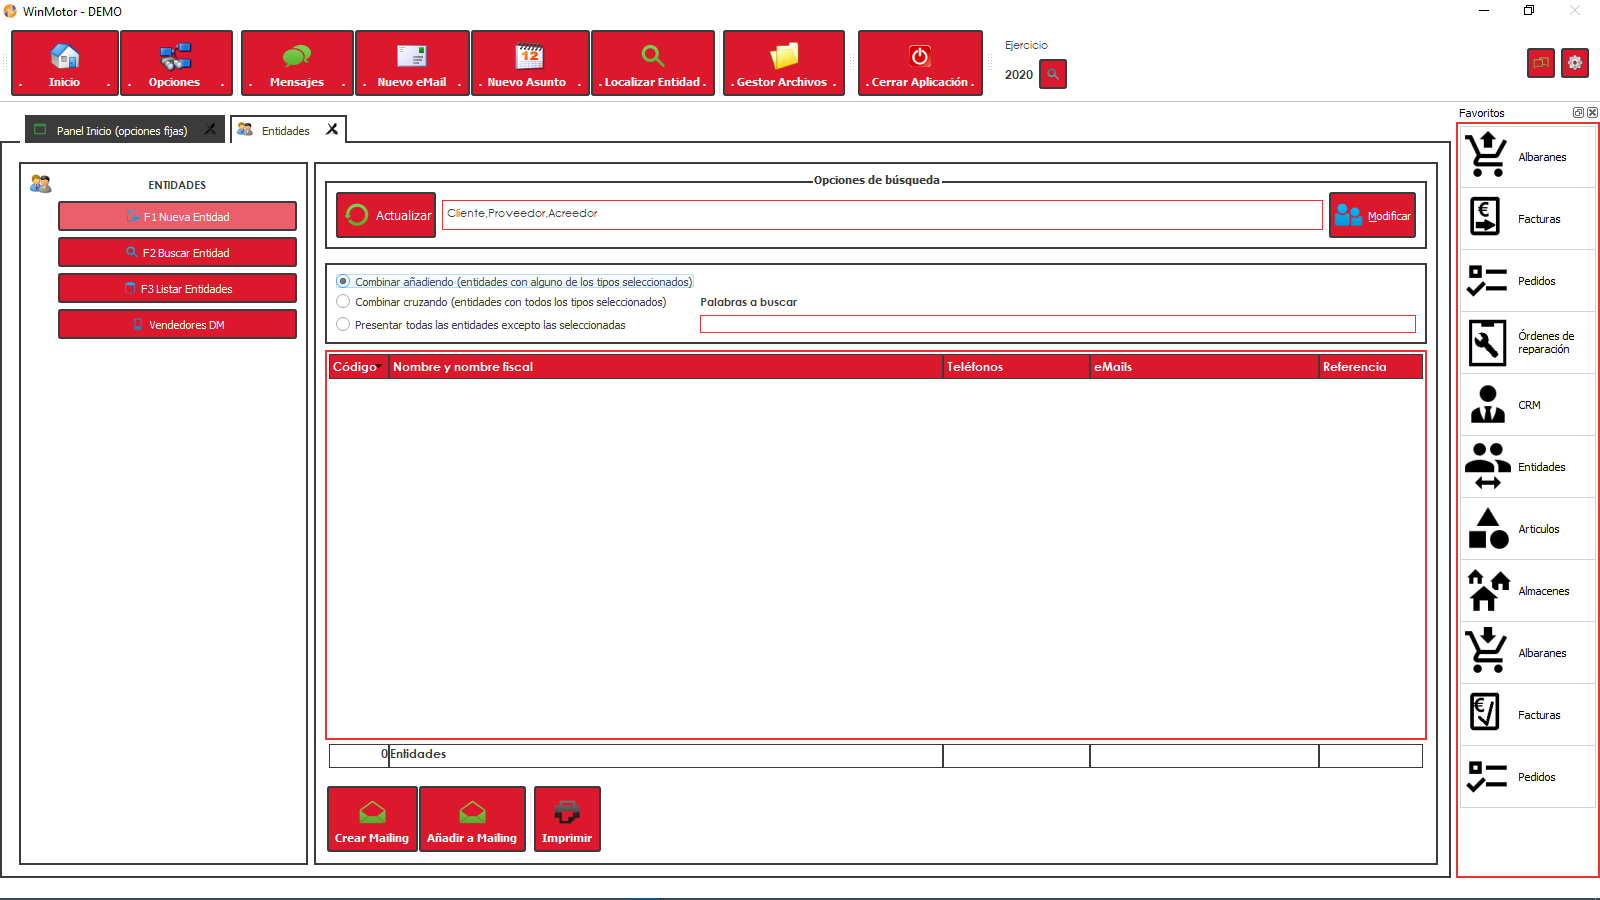 WinMotor - DEMO
. Inicio .
. Opciones .
. Mensajes .
. Nuevo eMail .
. Nuevo Asunto .
. Localizar Entidad .
. Gestor Archivos .
. Cerrar Aplicación .
Ejercicio
2020
Panel Inicio (opciones fijas)
Entidades
ENTIDADES
F1 Nueva Entidad
F2 Buscar Entidad
F3 Listar Entidades
Vendedores DM
Opciones de búsqueda
Actualizar
Cliente,Proveedor,Acreedor
Modificar
Combinar añadiendo (entidades con alguno de los tipos seleccionados)
Combinar cruzando (entidades con todos los tipos seleccionados)
Presentar todas las entidades excepto las seleccionadas
Palabras a buscar
Código Nombre y nombre fiscal Teléfonos eMails Referencia
0 Entidades
Crear Mailing
Añadir a Mailing
Imprimir
Favoritos
Albaranes
Facturas
Pedidos
Órdenes de
reparación
CRM
Entidades
Articulos
Almacenes
Albaranes
Facturas
Pedidos